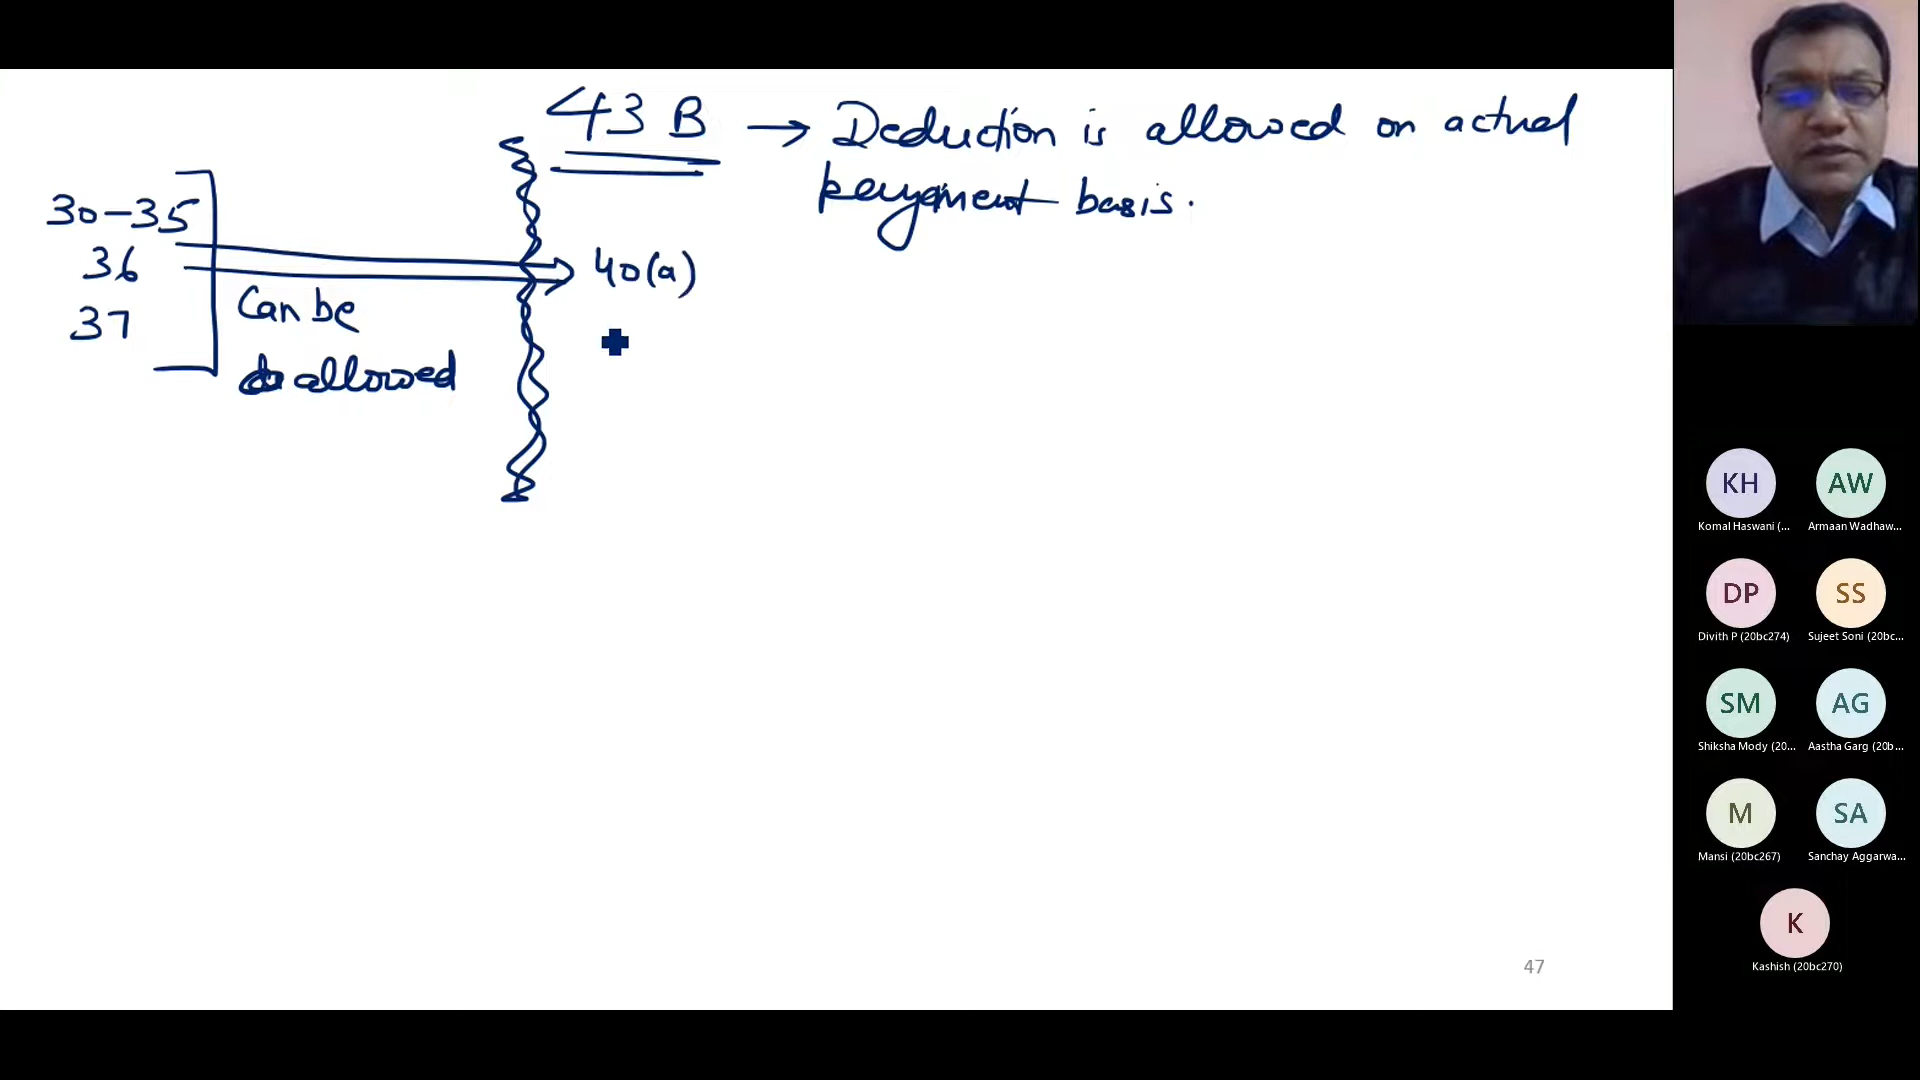 43 B → Deduction is allowed on actual
payment basis.
30-35
36
37
Can be
allowed
40(a)
47
KH
Komal Haswani (...
AW
Armaan Wadhaw...
DP
Divith P (20bc274)
SS
Sujeet Soni (20bc...
SM
Shiksha Mody (20...
AG
Aastha Garg (20b...
M
Mansi (20bc267)
SA
Sanchay Aggarwa...
K
Kashish (20bc270)